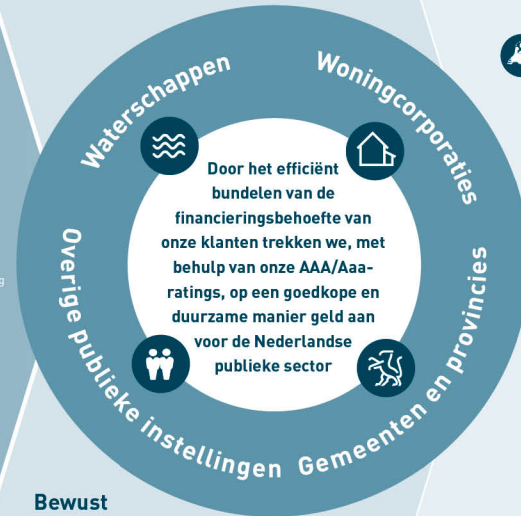 Waterschappen
Woningcorporaties
Door het efficiënt
bundelen van de
financieringsbehoefte van
onze klanten trekken we, met
behulp van onze AAA/Aaa-
ratings, op een goedkope en
duurzame manier geld aan
voor de Nederlandse
publieke sector
Overige publieke instellingen
Gemeenten en provincies
Bewust